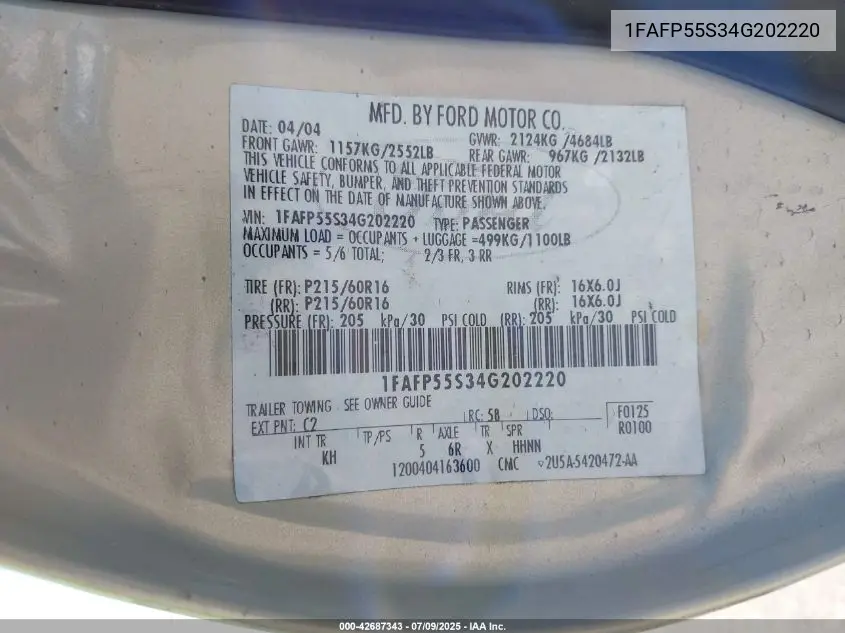 1FAFP55S34G202220
MFD. BY FORD MOTOR CO.
DATE: 04/04 GVWR: 2124KG /4684LB
FRONT GAWR: 1157KG/2552LB REAR GAWR: 967KG /2132LB
THIS VEHICLE CONFORMS TO ALL APPLICABLE FEDERAL MOTOR
VEHICLE SAFETY, BUMPER, AND THEFT PREVENTION STANDARDS
IN EFFECT ON THE DATE OF MANUFACTURE SHOWN ABOVE.
VIN: 1FAFP55S34G202220 TYPE: PASSENGER
MAXIMUM LOAD = OCCUPANTS + LUGGAGE =499KG/1100LB
OCCUPANTS = 5/6 TOTAL; 2/3 FR, 3 RR
TIRE (FR): P215/60R16 RIMS (FR): 16X6.0J
(RR): P215/60R16 (RR): 16X6.0J
PRESSURE (FR): 205 kPa/30 PSI COLD (RR): 205 kPa/30 PSI COLD
1FAFP55S34G202220
TRAILER TOWING. SEE OWNER GUIDE
EXT PNT: C2 RC: 5B DSO: F0125
R0100
INT TR TP/PS R AXLE TR SPR
KH 5 6R X HHNN
1200404163600 CMC 2U5A-5420472-AA
000-42687343 / 07/09/2025 - IAA Inc.